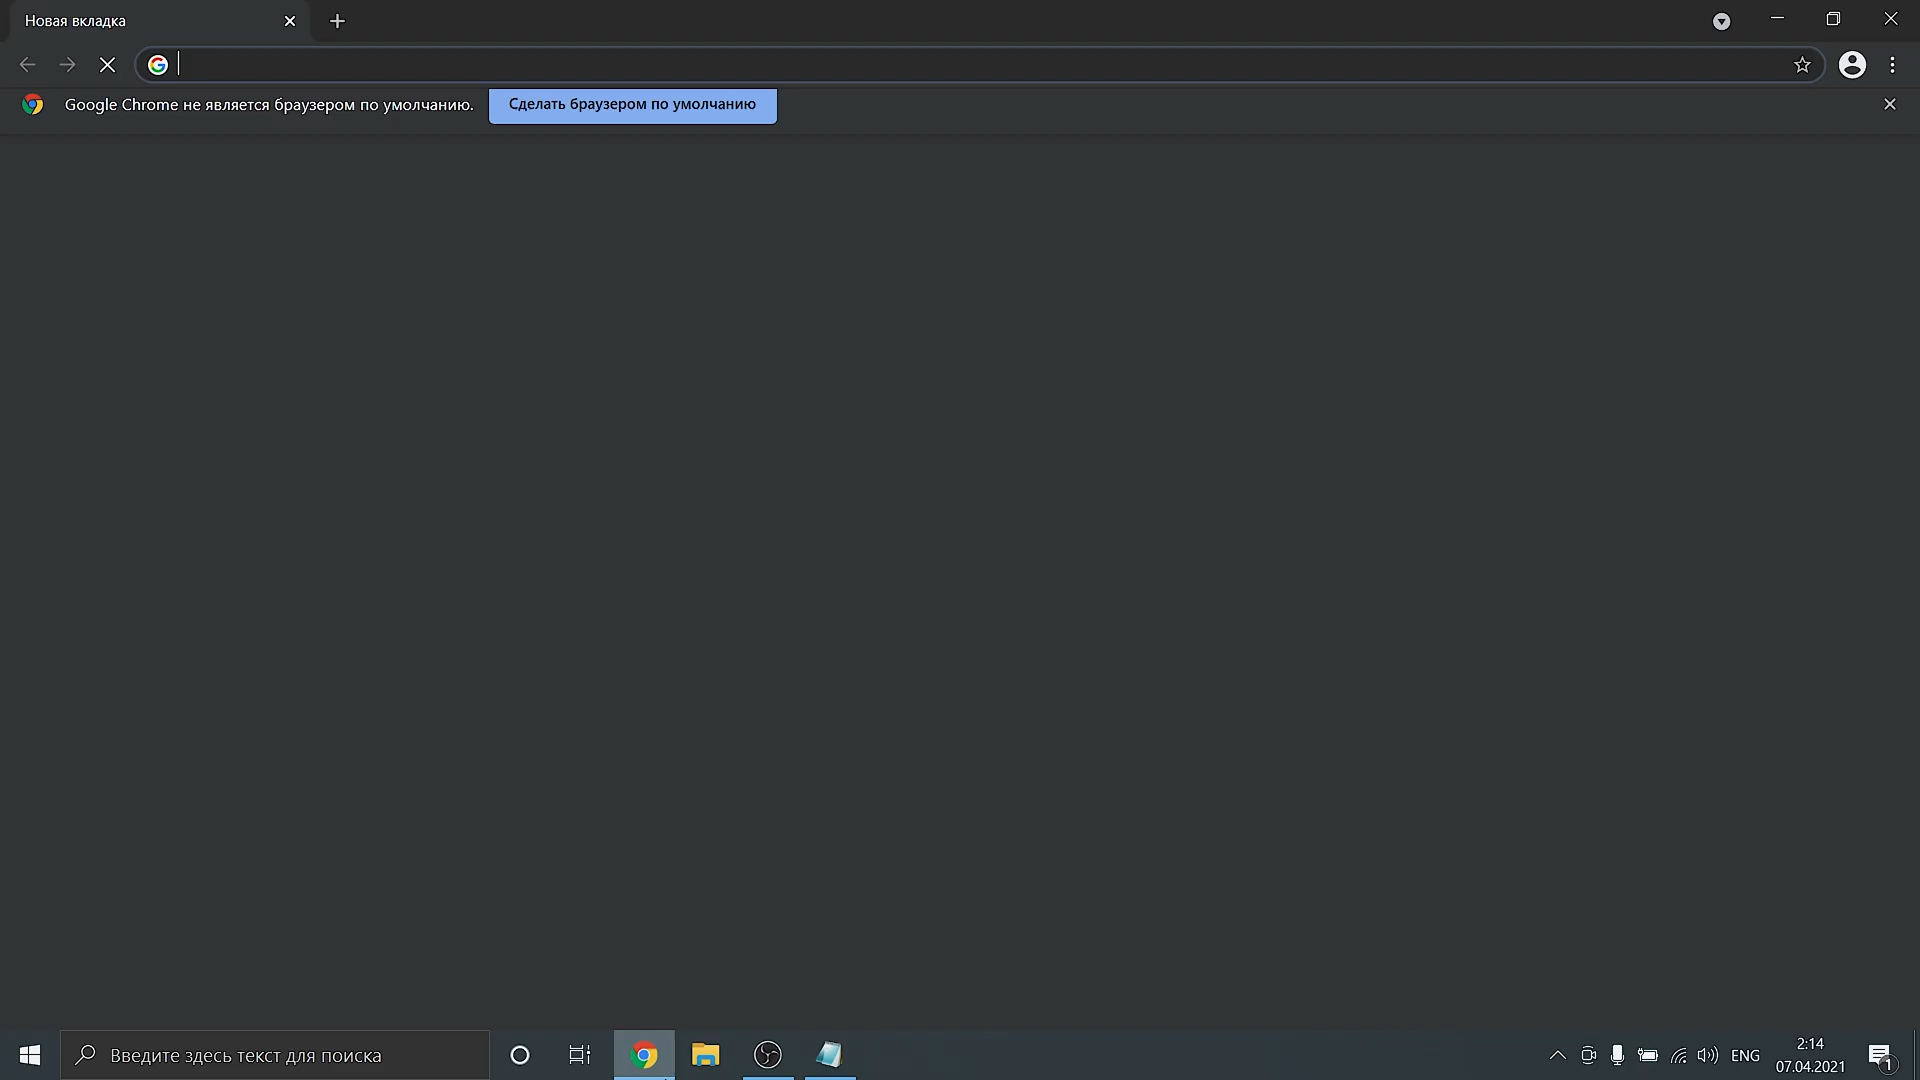 Новая вкладка
Google Chrome не является браузером по умолчанию. Сделать браузером по умолчанию
Введите здесь текст для поиска
ENG
2:14
07.04.2021
1